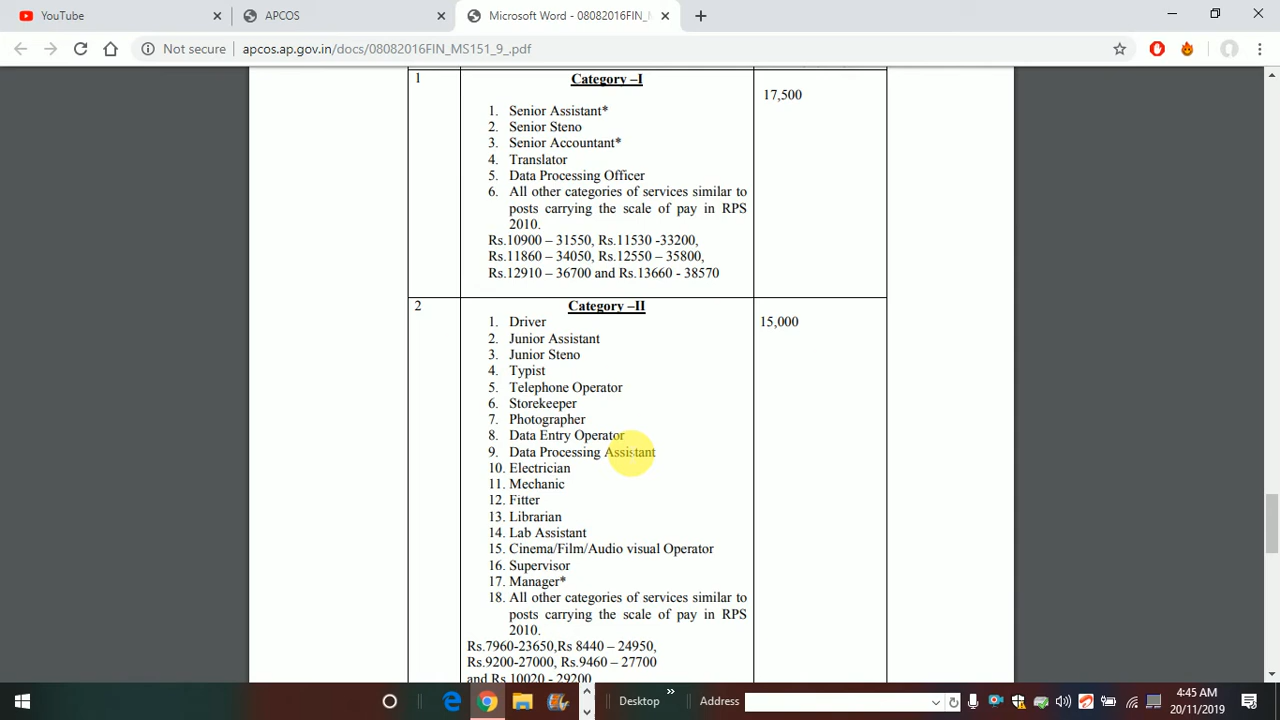 YouTube
APCOS
Microsoft Word - 08082016FIN_M
Not secure
apcos.ap.gov.in/docs/08082016FIN_MS151_9_.pdf
1
Category –I
17,500
1. Senior Assistant*
2. Senior Steno
3. Senior Accountant*
4. Translator
5. Data Processing Officer
6. All other categories of services similar to
posts carrying the scale of pay in RPS
2010.
Rs.10900 – 31550, Rs.11530 -33200,
Rs.11860 – 34050, Rs.12550 – 35800,
Rs.12910 – 36700 and Rs.13660 - 38570
2
Category –II
15,000
1. Driver
2. Junior Assistant
3. Junior Steno
4. Typist
5. Telephone Operator
6. Storekeeper
7. Photographer
8. Data Entry Operator
9. Data Processing Assistant
10. Electrician
11. Mechanic
12. Fitter
13. Librarian
14. Lab Assistant
15. Cinema/Film/Audio visual Operator
16. Supervisor
17. Manager*
18. All other categories of services similar to
posts carrying the scale of pay in RPS
2010.
Rs.7960-23650,Rs 8440 – 24950,
Rs.9200-27000, Rs.9460 – 27700
and Rs.10020 - 29200
Desktop
Address
4:45 AM
20/11/2019